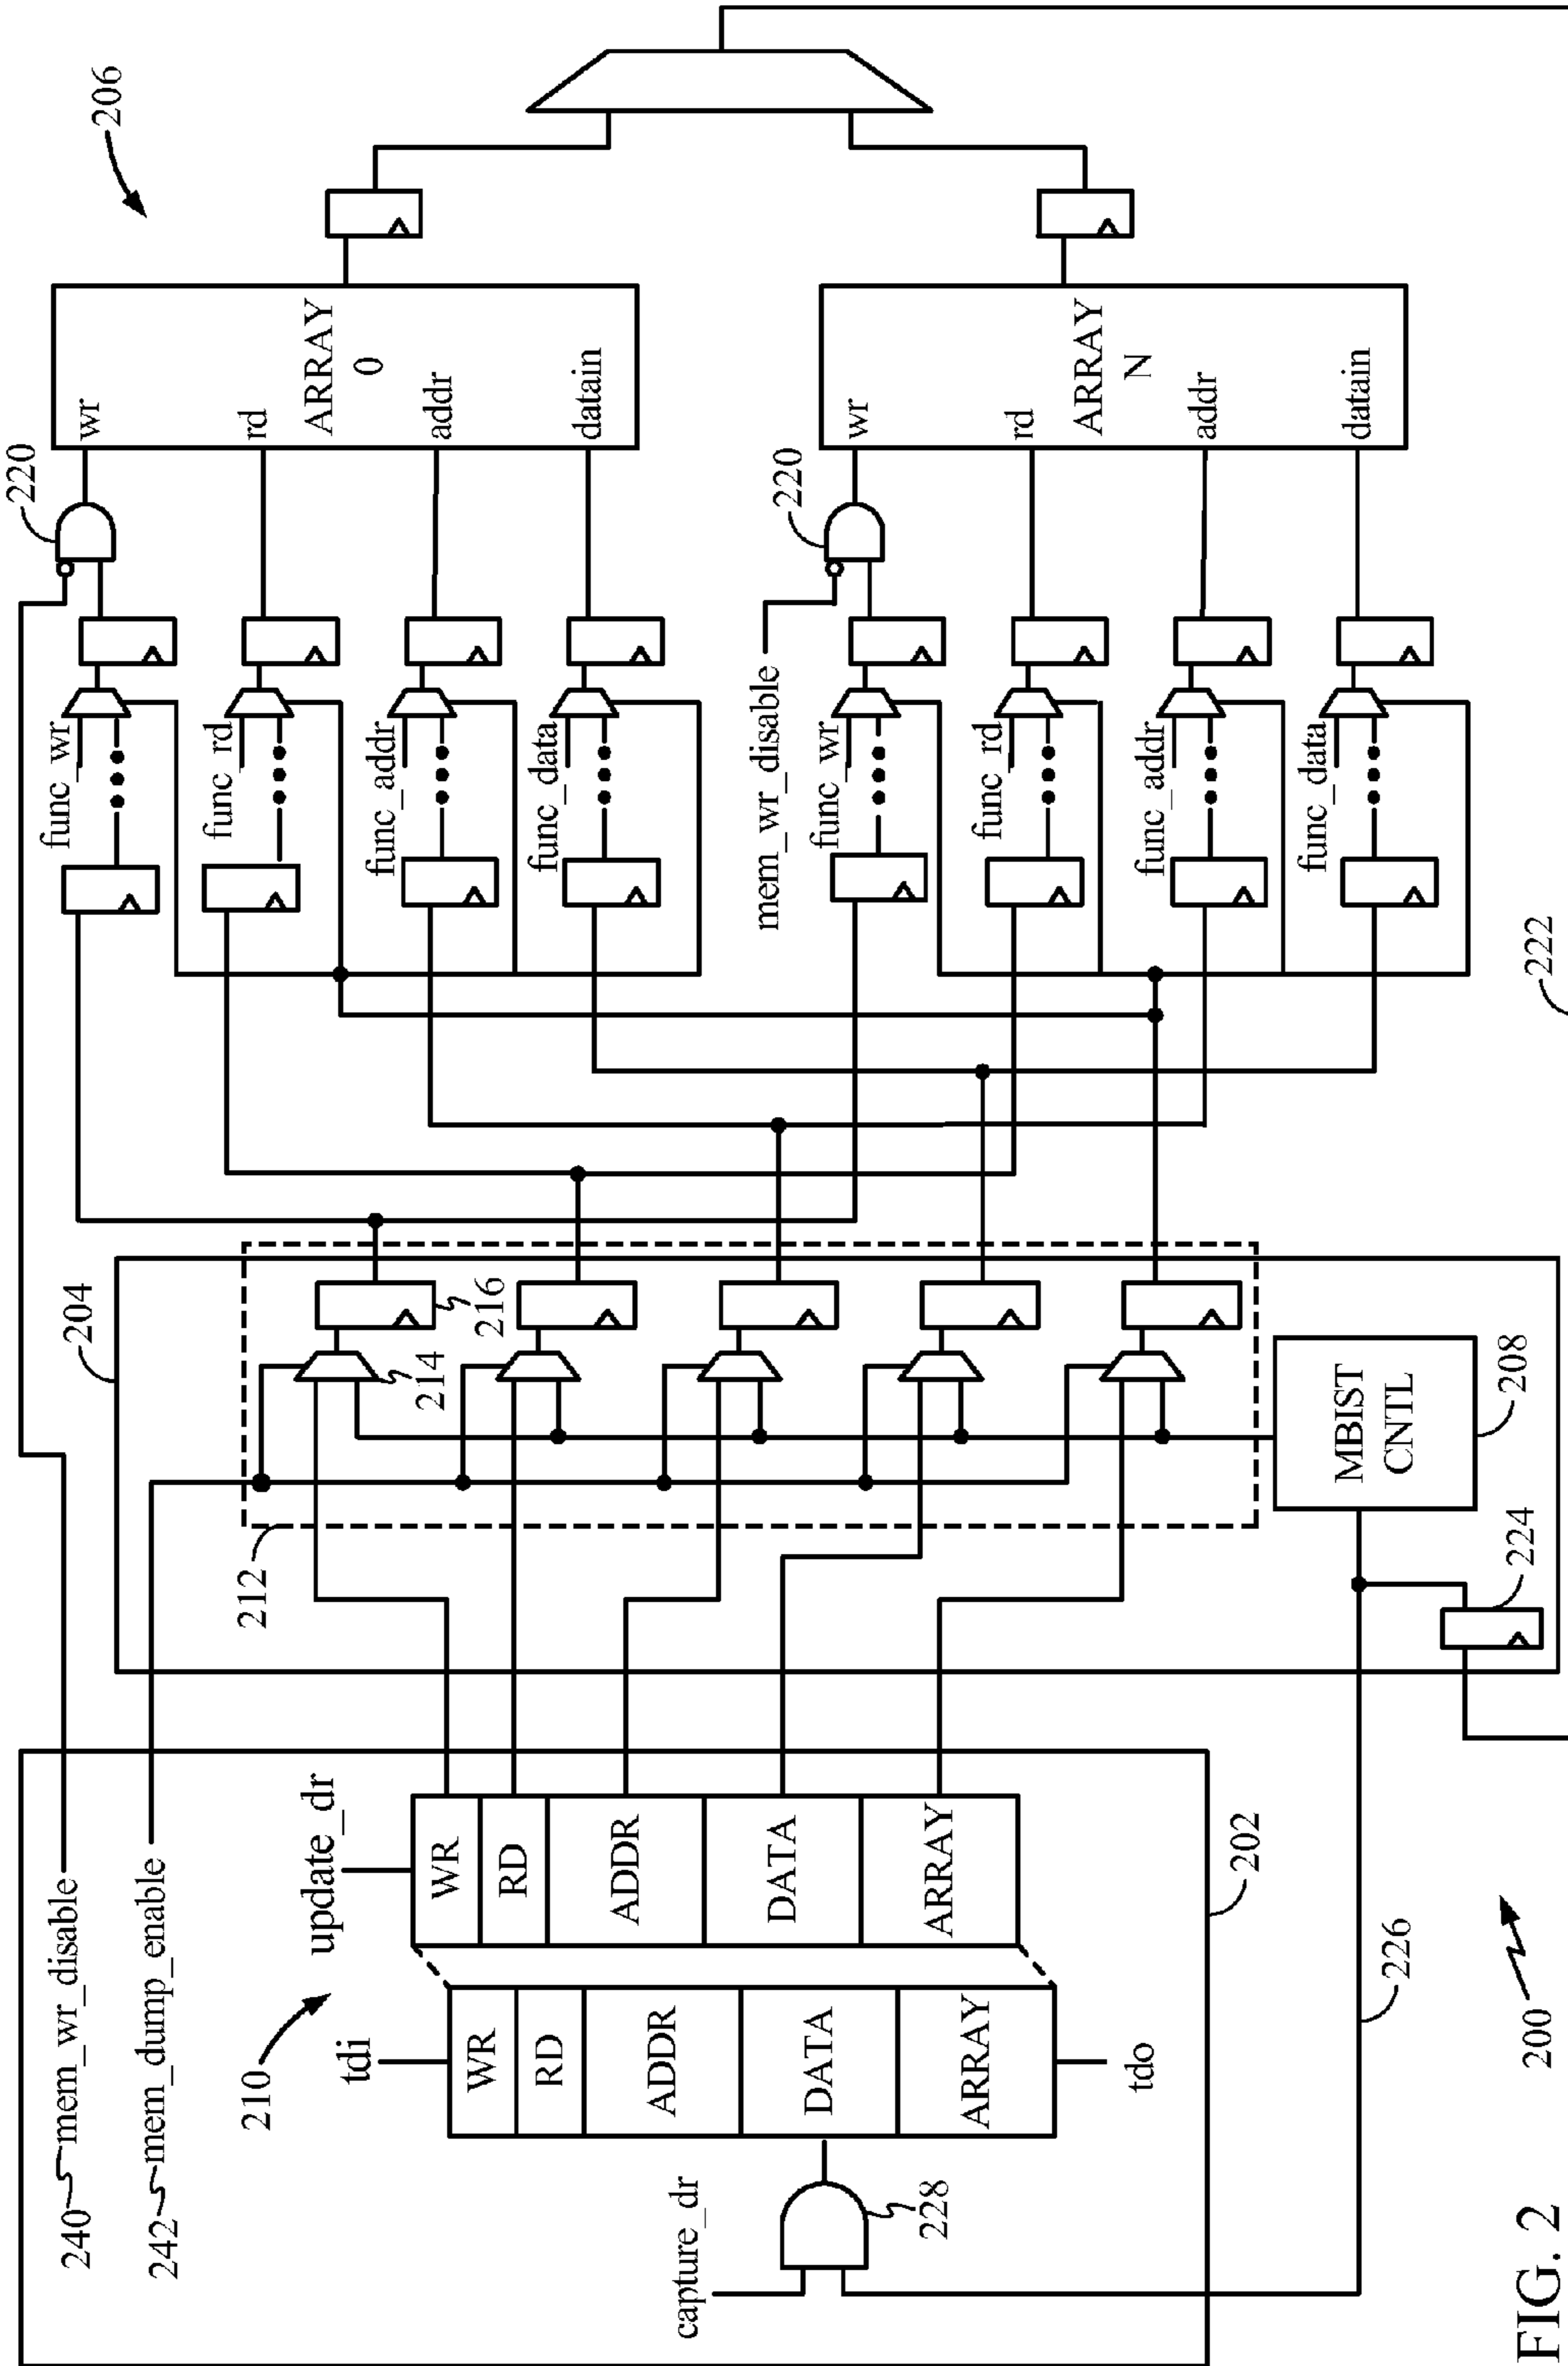 240
mem_wr_disable
242
mem_dump_enable
210
tdi
update_dr
WR
RD
ADDR
DATA
ARRAY
WR
RD
ADDR
DATA
ARRAY
tdo
capture_dr
228
202
226
200
FIG. 2
204
212
214
216
MBIST
CNTL
208
224
222
func_wr
func_rd
func_addr
func_data
220
wr
rd
ARRAY
0
addr
datain
206
mem_wr_disable
func_wr
func_rd
func_addr
func_data
220
wr
rd
ARRAY
N
addr
datain